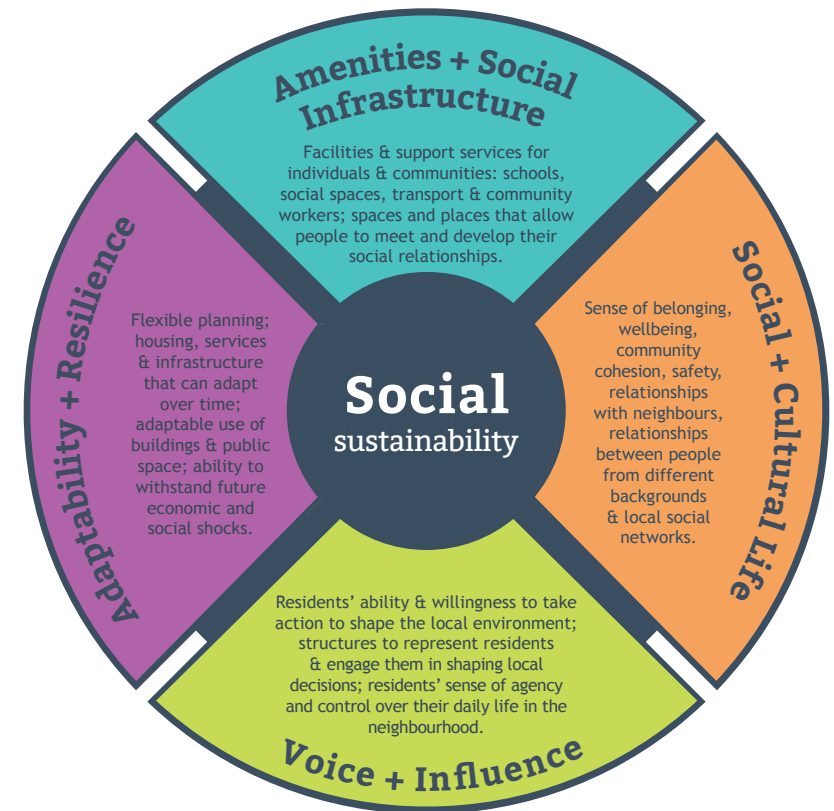 Amenities + Social
Infrastructure
Facilities & support services for
individuals & communities: schools,
social spaces, transport & community
workers; spaces and places that allow
people to meet and develop their
social relationships.
Adaptability + Resilience
Flexible planning;
housing, services
& infrastructure
that can adapt
over time;
adaptable use of
buildings & public
space; ability to
withstand future
economic and
social shocks.
Social
sustainability
Sense of belonging,
wellbeing,
community
cohesion, safety,
relationships
with neighbours,
relationships
between people
from different
backgrounds
& local social
networks.
Social + Cultural Life
Residents’ ability & willingness to take
action to shape the local environment;
structures to represent residents
& engage them in shaping local
decisions; residents’ sense of agency
and control over their daily life in the
neighbourhood.
Voice + Influence